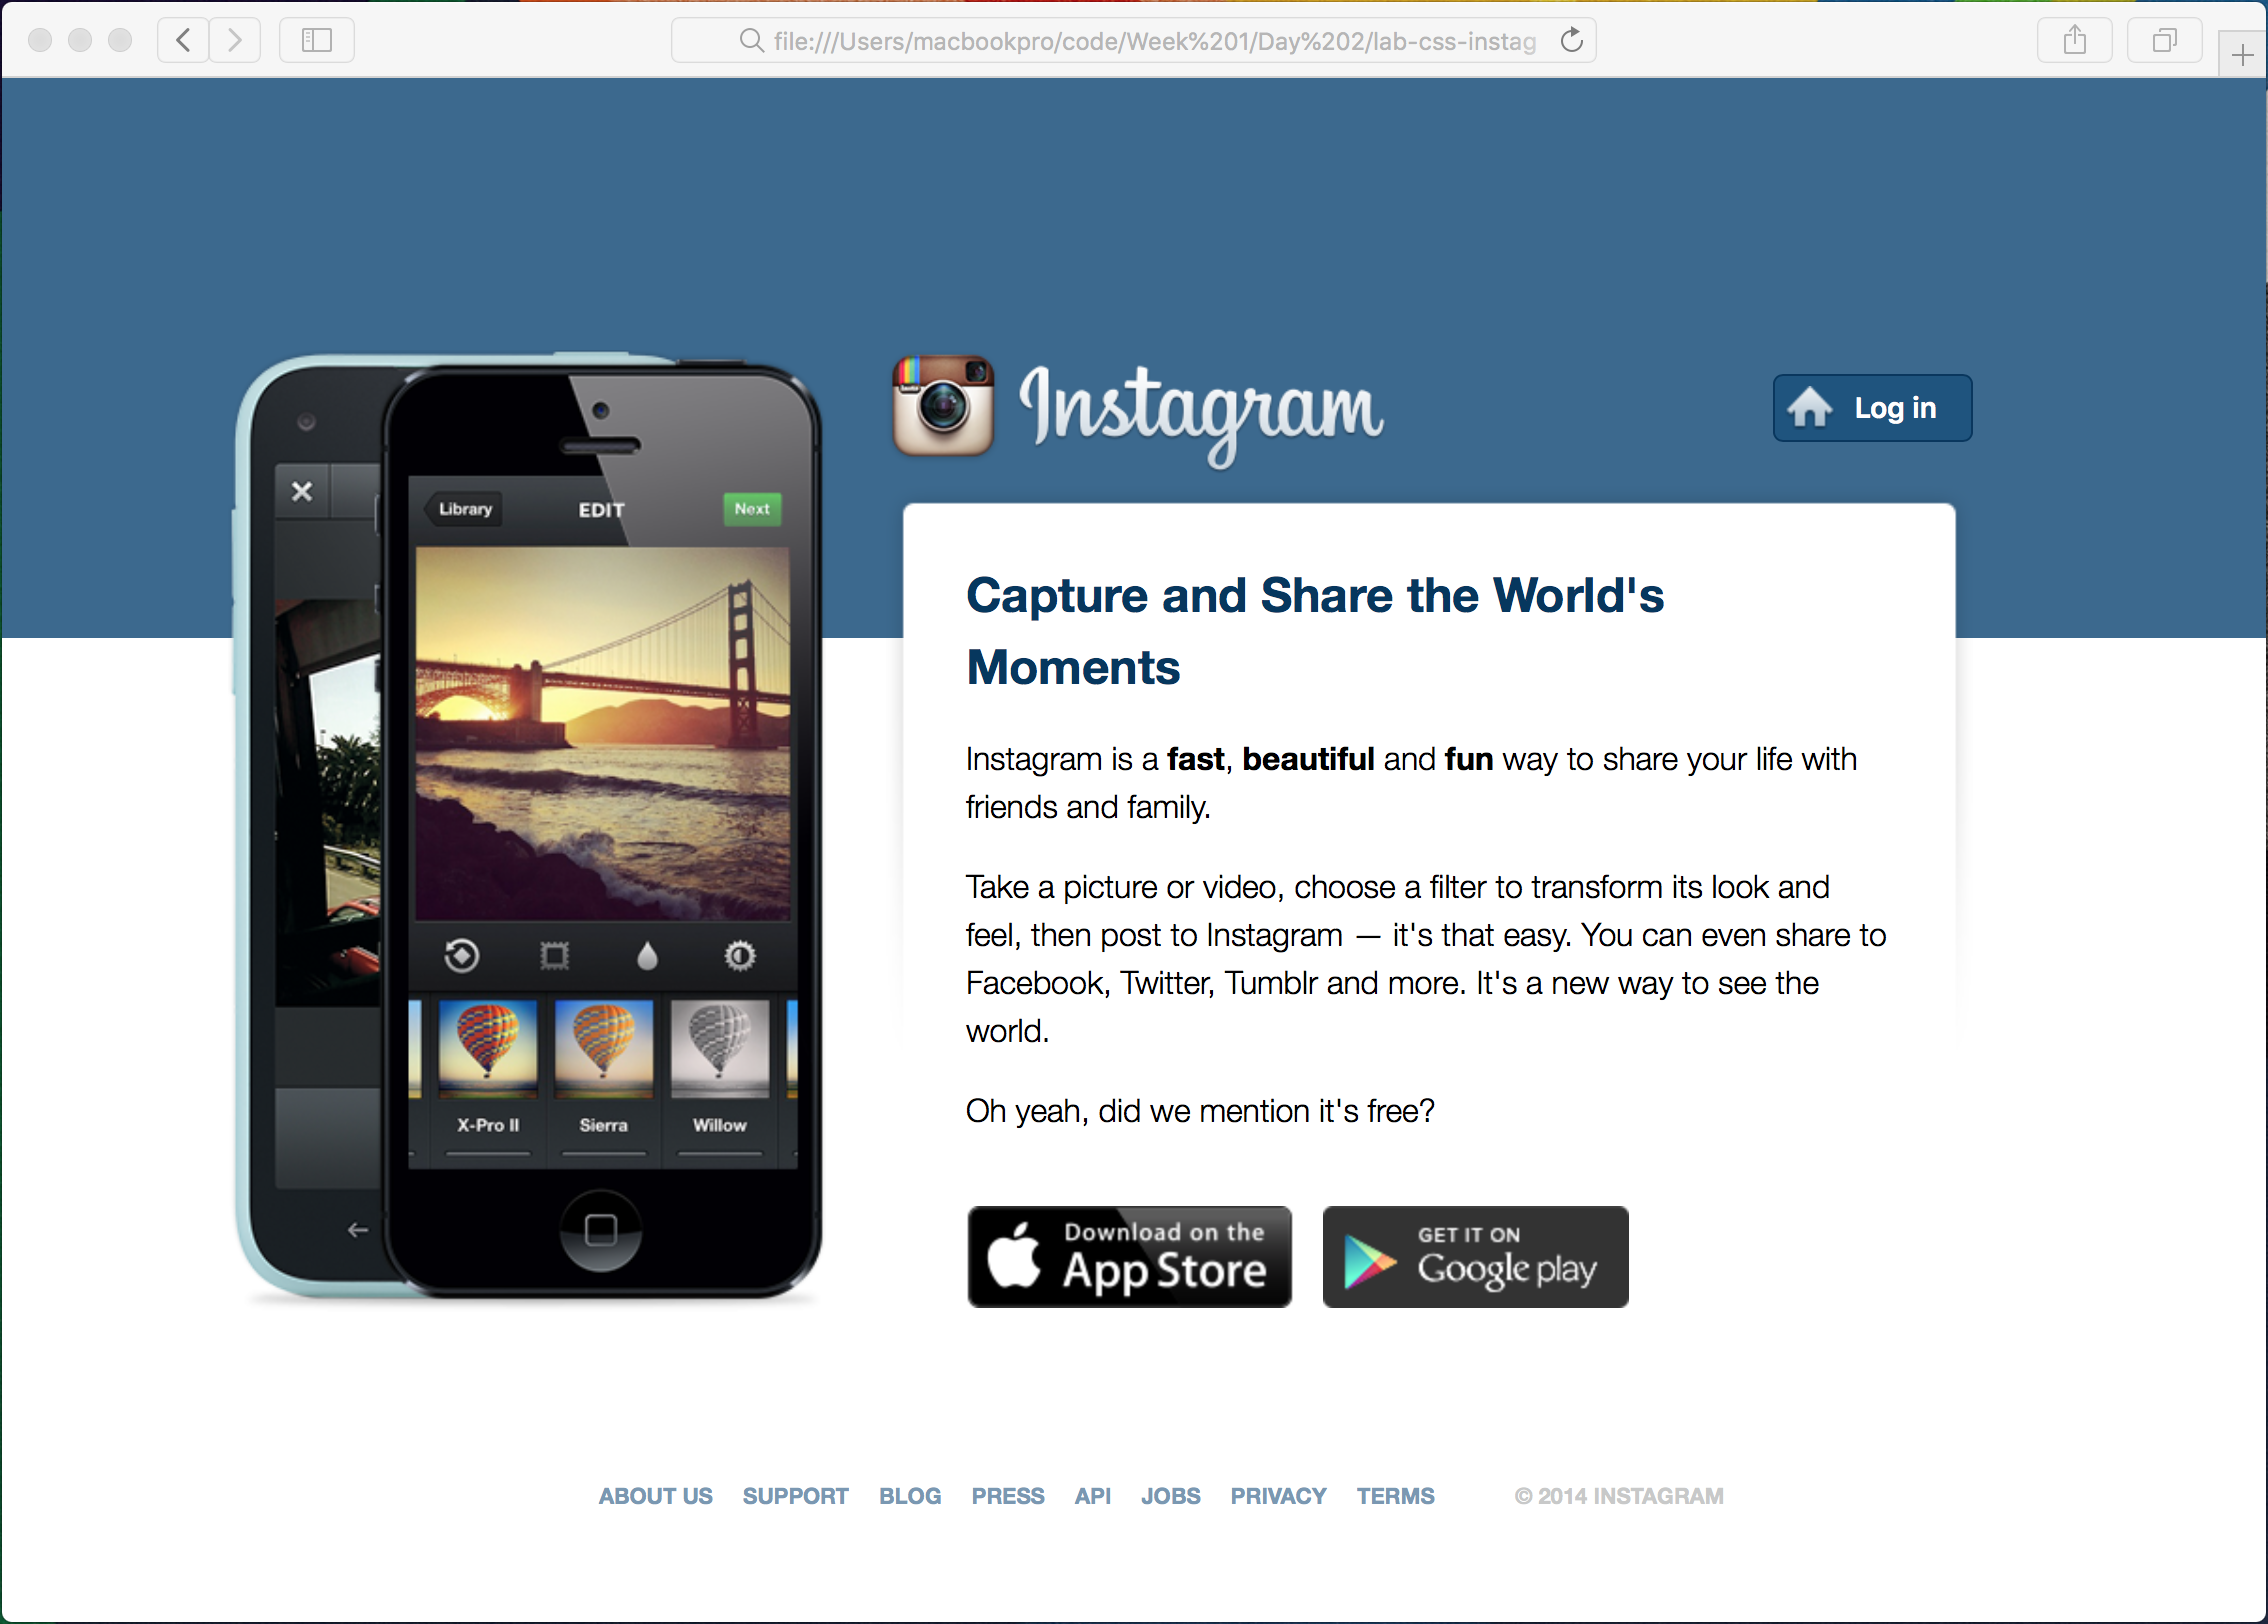 file:///Users/macbookpro/code/Week%201/Day%202/lab-css-instag
Instagram
Log in
Library
EDIT
Next
X-Pro II
Sierra
Willow
Capture and Share the World's
Moments
Instagram is a fast, beautiful and fun way to share your life with
friends and family.
Take a picture or video, choose a filter to transform its look and
feel, then post to Instagram — it's that easy. You can even share to
Facebook, Twitter, Tumblr and more. It's a new way to see the
world.
Oh yeah, did we mention it's free?
Download on the
App Store
GET IT ON
Google play
ABOUT US SUPPORT BLOG PRESS API JOBS PRIVACY TERMS © 2014 INSTAGRAM